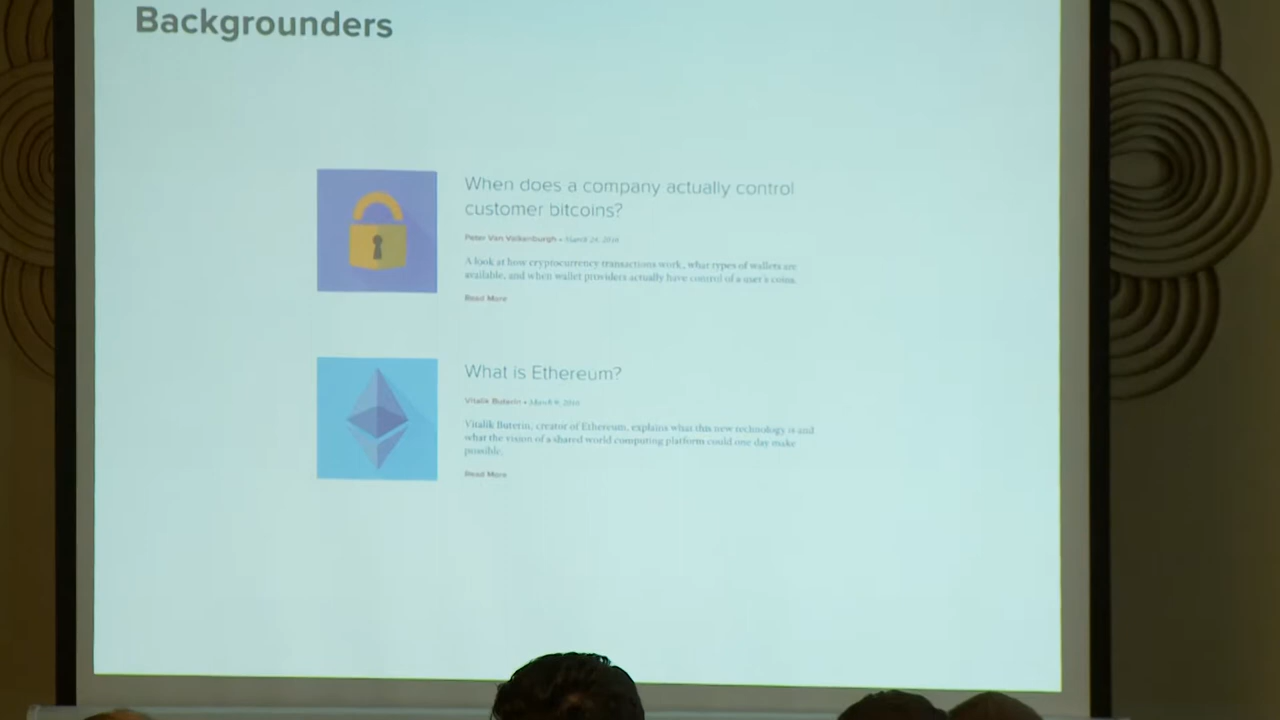 Backgrounders
When does a company actually control
customer bitcoins?
Peter Van Valkenburgh •
A look at how cryptocurrency transactions work, what types of wallets are
available, and when wallet providers actually have control of a user's coins.
Read More
What is Ethereum?
Vitalik Buterin • March 9, 2016
Vitalik Buterin, creator of Ethereum, explains what this new technology is and
what the vision of a shared world computing platform could one day make
possible.
Read More